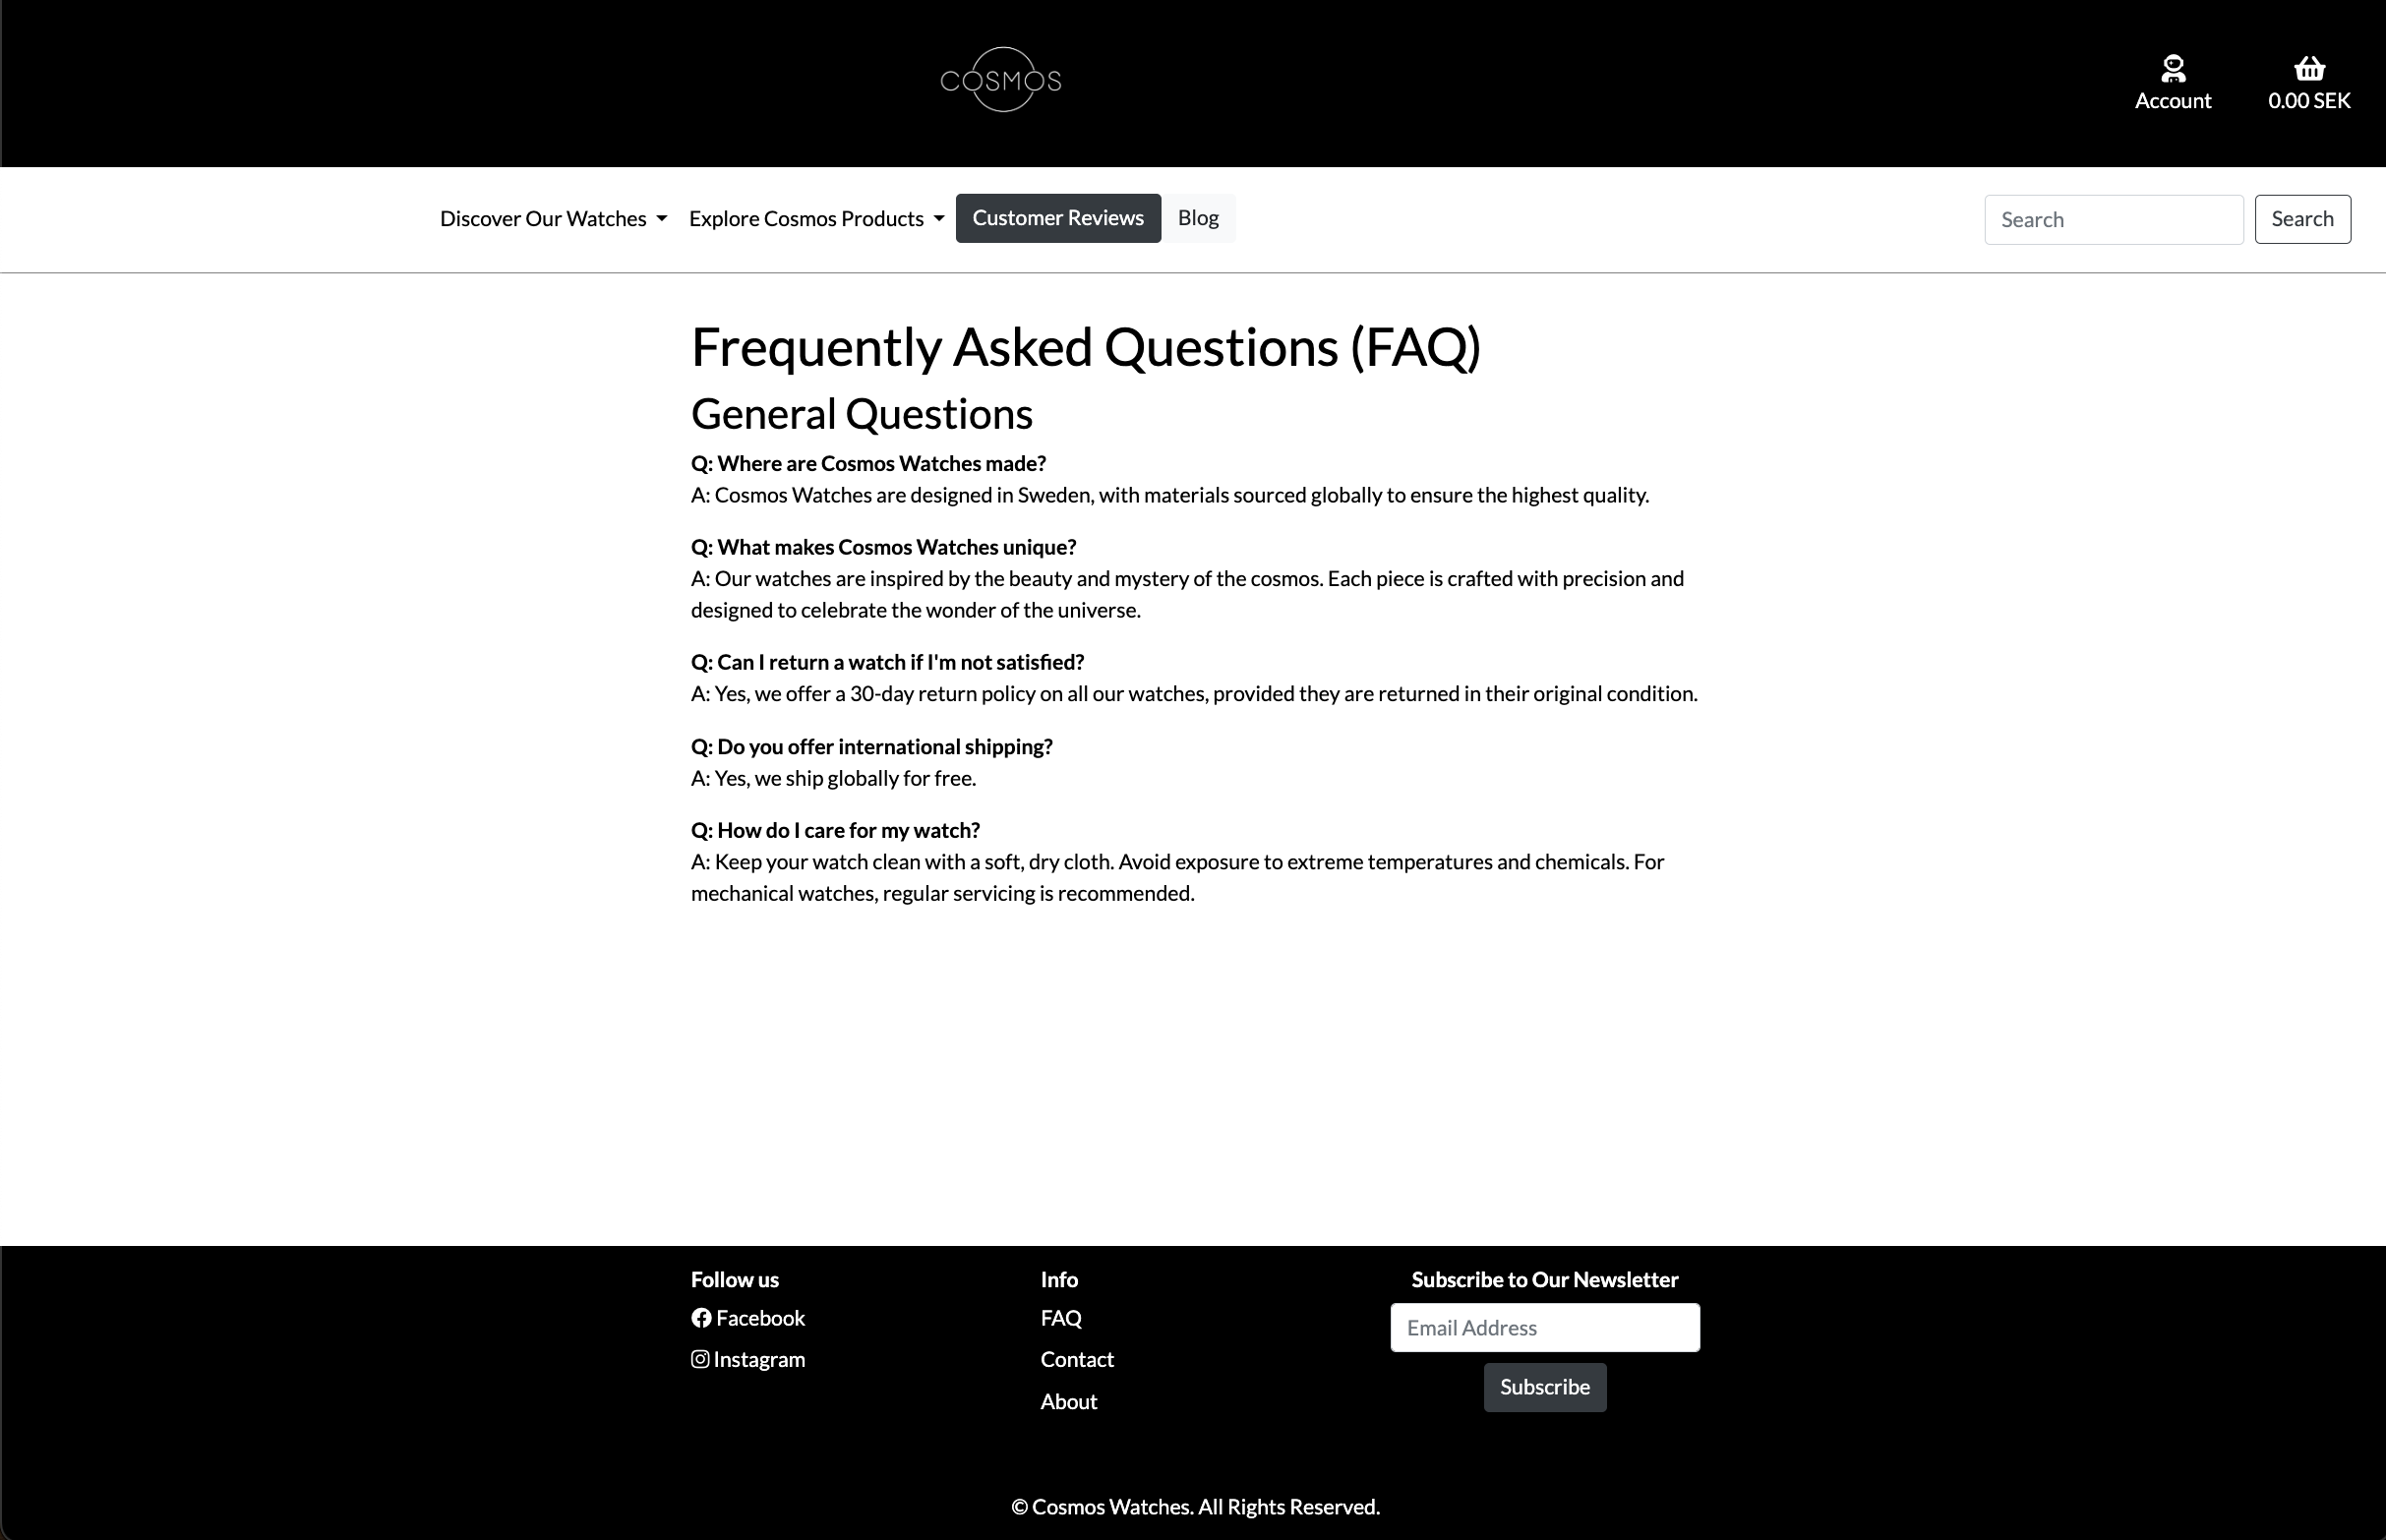 COSMOS
Account
0.00 SEK
Discover Our Watches
Explore Cosmos Products
Customer Reviews
Blog
Search
Search
Frequently Asked Questions (FAQ)
General Questions
Q: Where are Cosmos Watches made?
A: Cosmos Watches are designed in Sweden, with materials sourced globally to ensure the highest quality.
Q: What makes Cosmos Watches unique?
A: Our watches are inspired by the beauty and mystery of the cosmos. Each piece is crafted with precision and
designed to celebrate the wonder of the universe.
Q: Can I return a watch if I'm not satisfied?
A: Yes, we offer a 30-day return policy on all our watches, provided they are returned in their original condition.
Q: Do you offer international shipping?
A: Yes, we ship globally for free.
Q: How do I care for my watch?
A: Keep your watch clean with a soft, dry cloth. Avoid exposure to extreme temperatures and chemicals. For
mechanical watches, regular servicing is recommended.
Follow us
Facebook
Instagram
Info
FAQ
Contact
About
Subscribe to Our Newsletter
Email Address
Subscribe
© Cosmos Watches. All Rights Reserved.